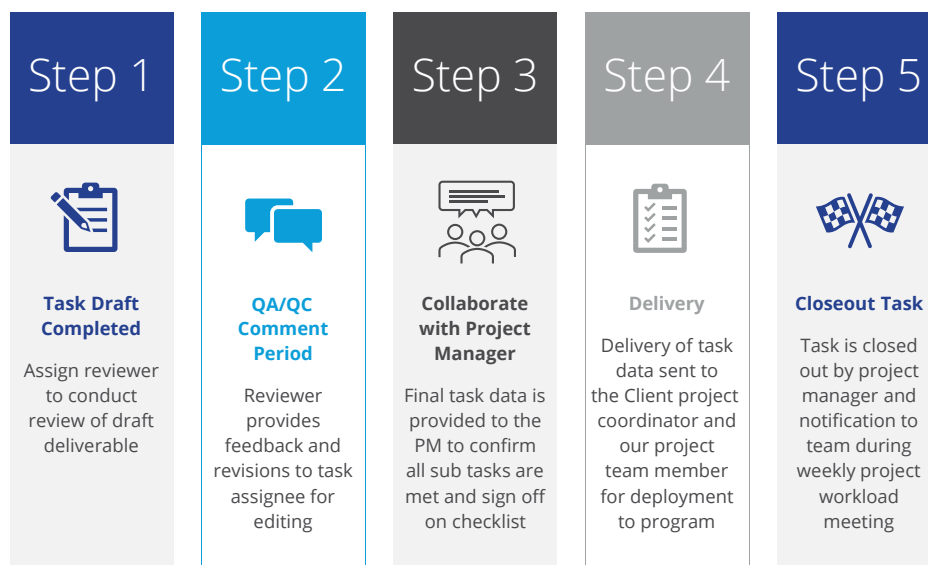 Step 1
Task Draft
Completed
Assign reviewer
to conduct
review of draft
deliverable
Step 2
QA/QC
Comment
Period
Reviewer
provides
feedback and
revisions to task
assignee for
editing
Step 3
Collaborate
with Project
Manager
Final task data is
provided to the
PM to confirm
all sub tasks are
met and sign off
on checklist
Step 4
Delivery
Delivery of task
data sent to
the Client project
coordinator and
our project
team member
for deployment
to program
Step 5
Closeout Task
Task is closed
out by project
manager and
notification to
team during
weekly project
workload
meeting